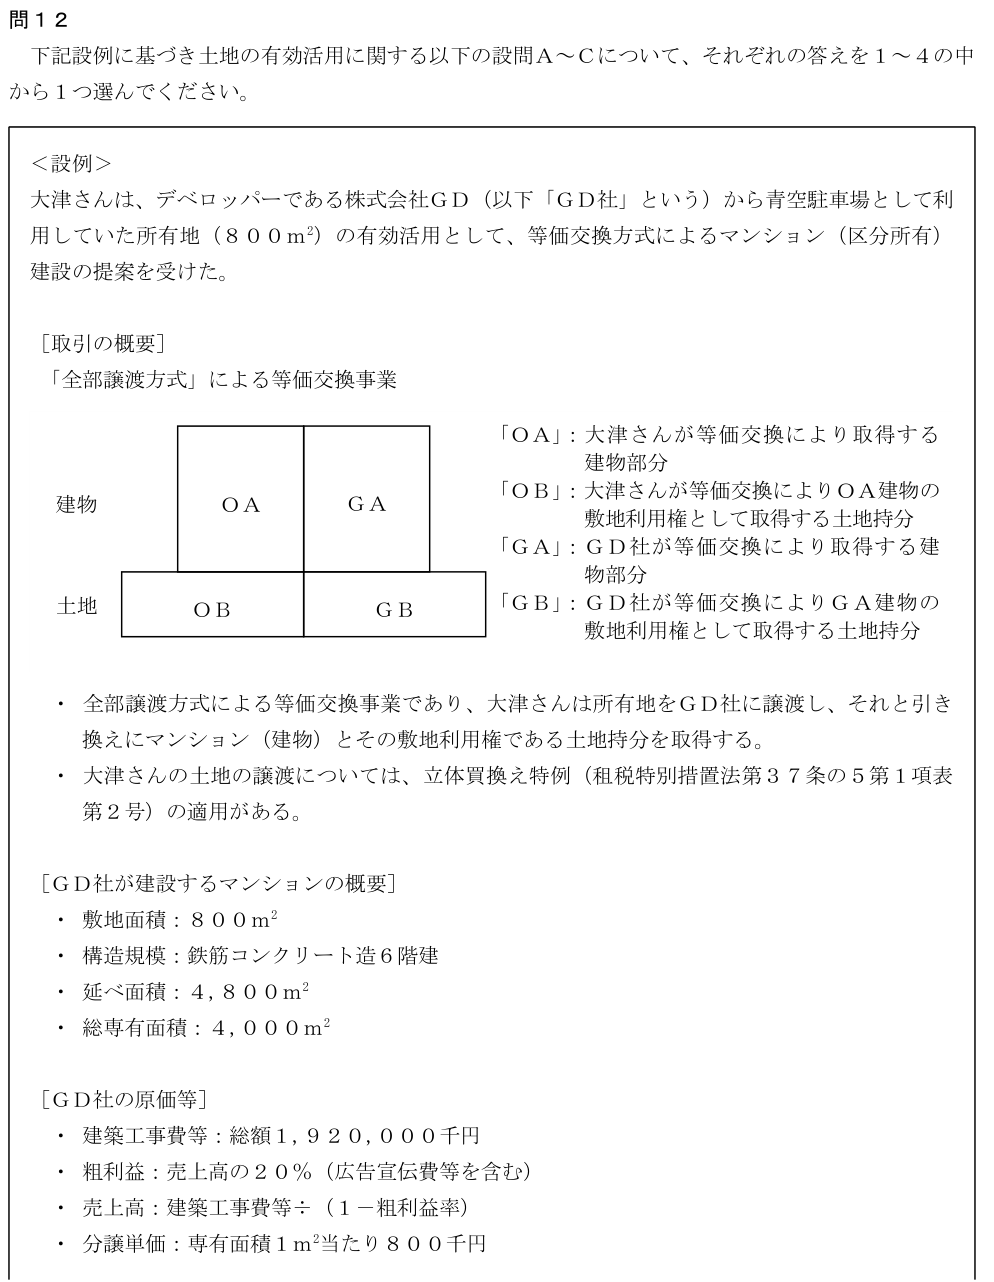 問１２
下記設例に基づき土地の有効活用に関する以下の設問Ａ～Ｃについて、それぞれの答えを１～４の中
から１つ選んでください。
＜設例＞
大津さんは、デベロッパーである株式会社ＧＤ（以下「ＧＤ社」という）から青空駐車場として利
用していた所有地（８００m²）の有効活用として、等価交換方式によるマンション（区分所有）
建設の提案を受けた。
［取引の概要］
「全部譲渡方式」による等価交換事業
建物
ＯＡ
ＧＡ
土地
ＯＢ
ＧＢ
「ＯＡ」：大津さんが等価交換により取得する
建物部分
「ＯＢ」：大津さんが等価交換によりＯＡ建物の
敷地利用権として取得する土地持分
「ＧＡ」：ＧＤ社が等価交換により取得する建
物部分
「ＧＢ」：ＧＤ社が等価交換によりＧＡ建物の
敷地利用権として取得する土地持分
・ 全部譲渡方式による等価交換事業であり、大津さんは所有地をＧＤ社に譲渡し、それと引き
換えにマンション（建物）とその敷地利用権である土地持分を取得する。
・ 大津さんの土地の譲渡については、立体買換え特例（租税特別措置法第３７条の５第１項表
第２号）の適用がある。
［ＧＤ社が建設するマンションの概要］
・ 敷地面積：８００m²
・ 構造規模：鉄筋コンクリート造６階建
・ 延べ面積：４,８００m²
・ 総専有面積：４,０００m²
［ＧＤ社の原価等］
・ 建築工事費等：総額１,９２０,０００千円
・ 粗利益：売上高の２０％（広告宣伝費等を含む）
・ 売上高：建築工事費等÷（１－粗利益率）
・ 分譲単価：専有面積１m²当たり８００千円